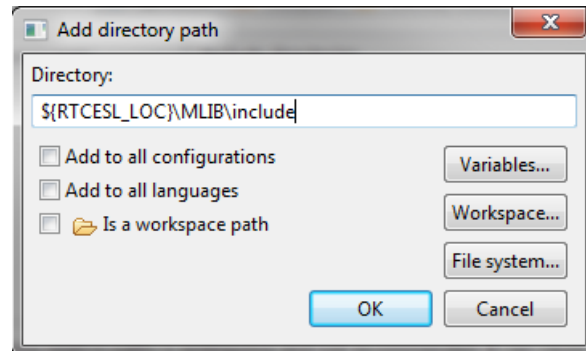 Add directory path
Directory:
${RTCESL_LOC}\MLIB\include
Add to all configurations
Variables...
Add to all languages
Workspace...
Is a workspace path
File system...
OK
Cancel